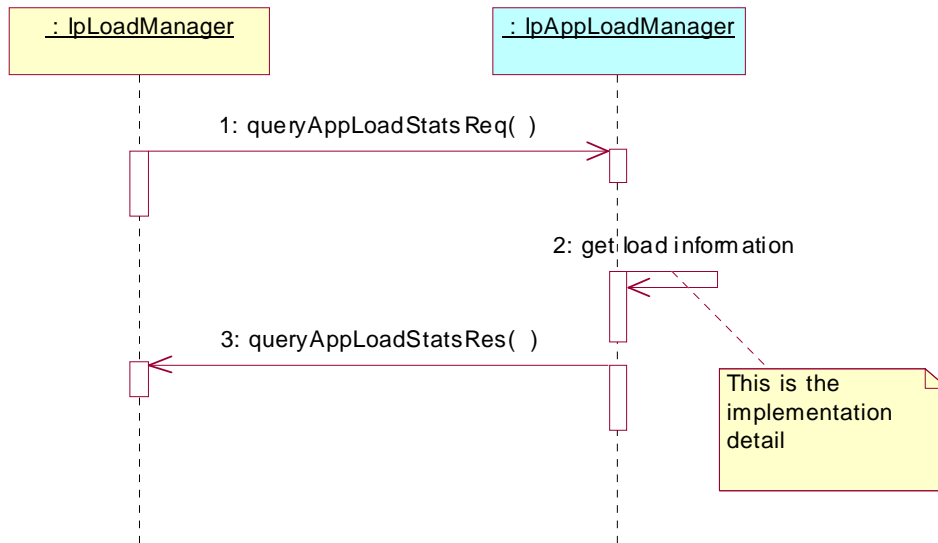 : IpLoadManager
: IpAppLoadManager
1: queryAppLoadStatsReq( )
2: get load information
3: queryAppLoadStatsRes( )
This is the
implementation
detail